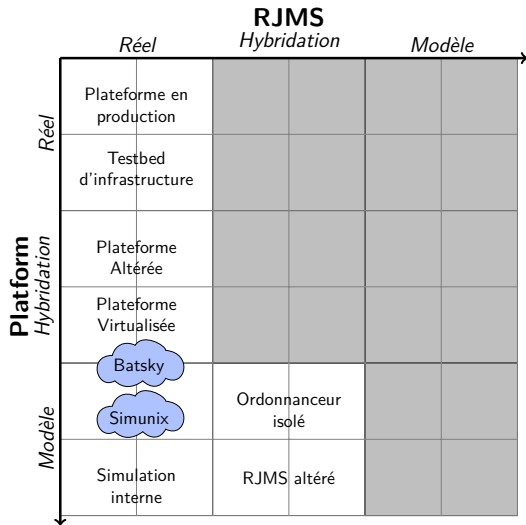 RJMS
Réel
Hybridation
Modèle
Platform
Réel
Hybridation
Modèle
Plateforme en
production
Testbed
d'infrastructure
Plateforme
Altérée
Plateforme
Virtualisée
Batsky
Simunix
Ordonnanceur
isolé
Simulation
interne
RJMS altéré